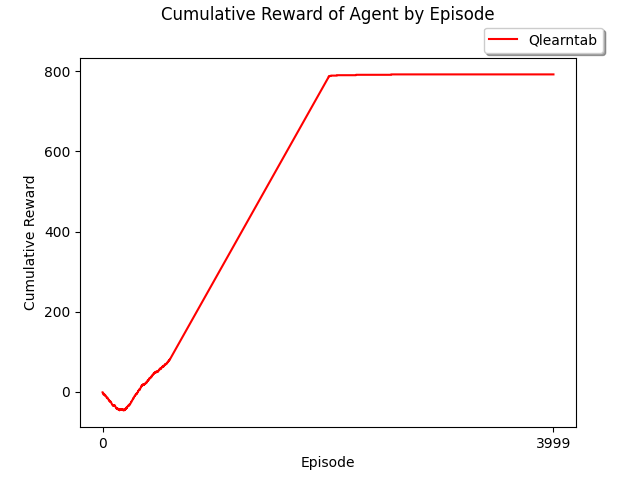 Cumulative Reward of Agent by Episode
Qlearntab
800
600
400
200
0
Cumulative Reward
0
3999
Episode